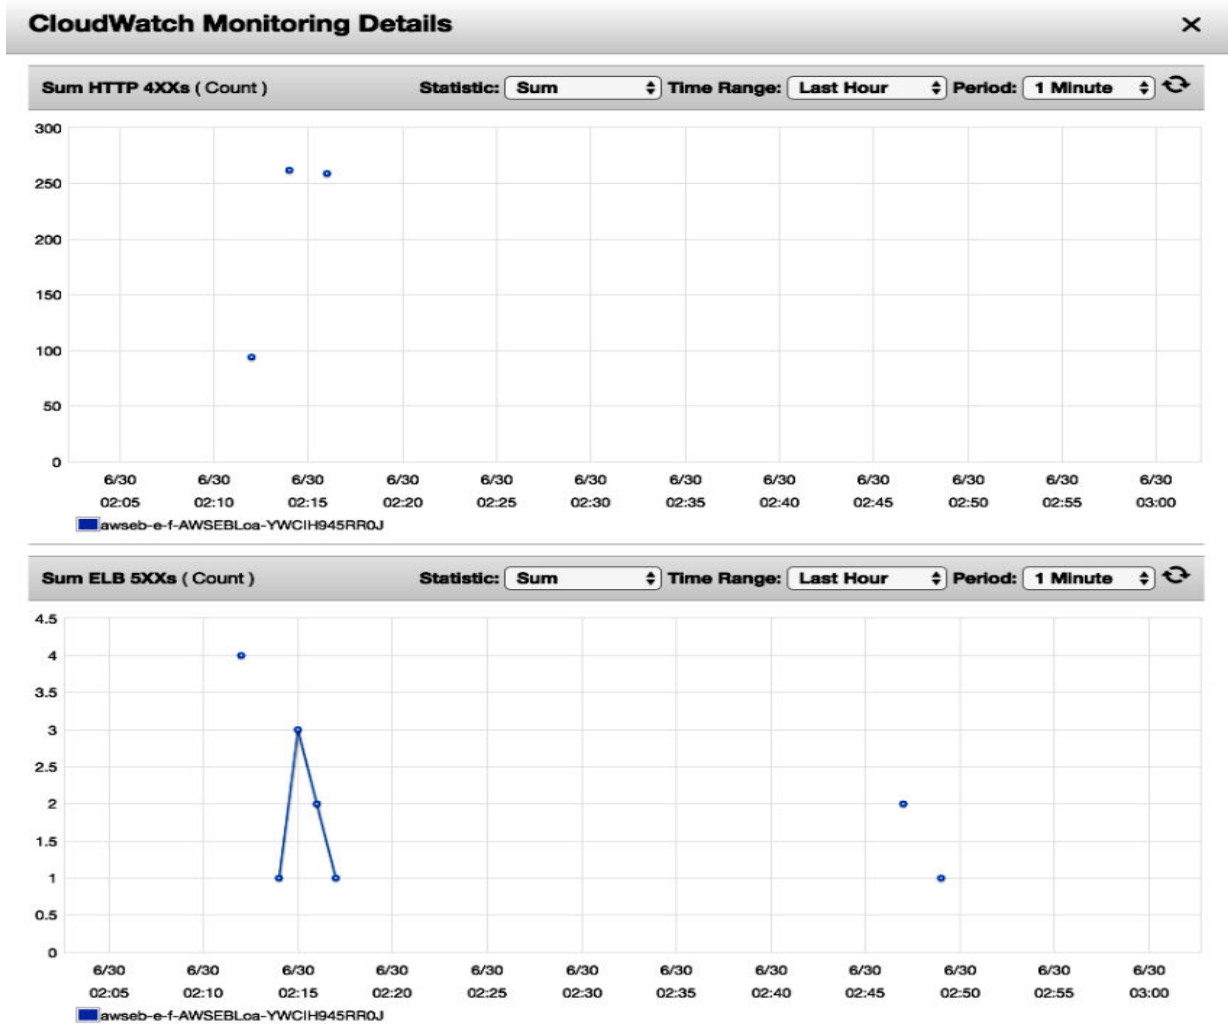 CloudWatch Monitoring Details ×
Sum HTTP 4XXs ( Count ) Statistic: Sum Time Range: Last Hour Period: 1 Minute
300
250
200
150
100
50
0
6/30 6/30 6/30 6/30 6/30 6/30 6/30 6/30 6/30 6/30 6/30 6/30
02:05 02:10 02:15 02:20 02:25 02:30 02:35 02:40 02:45 02:50 02:55 03:00
awseb-e-f-AWSEBLoa-YWCIH945RR0J
Sum ELB 5XXs ( Count ) Statistic: Sum Time Range: Last Hour Period: 1 Minute
4.5
4
3.5
3
2.5
2
1.5
1
0.5
0
6/30 6/30 6/30 6/30 6/30 6/30 6/30 6/30 6/30 6/30 6/30 6/30
02:05 02:10 02:15 02:20 02:25 02:30 02:35 02:40 02:45 02:50 02:55 03:00
awseb-e-f-AWSEBLoa-YWCIH945RR0J